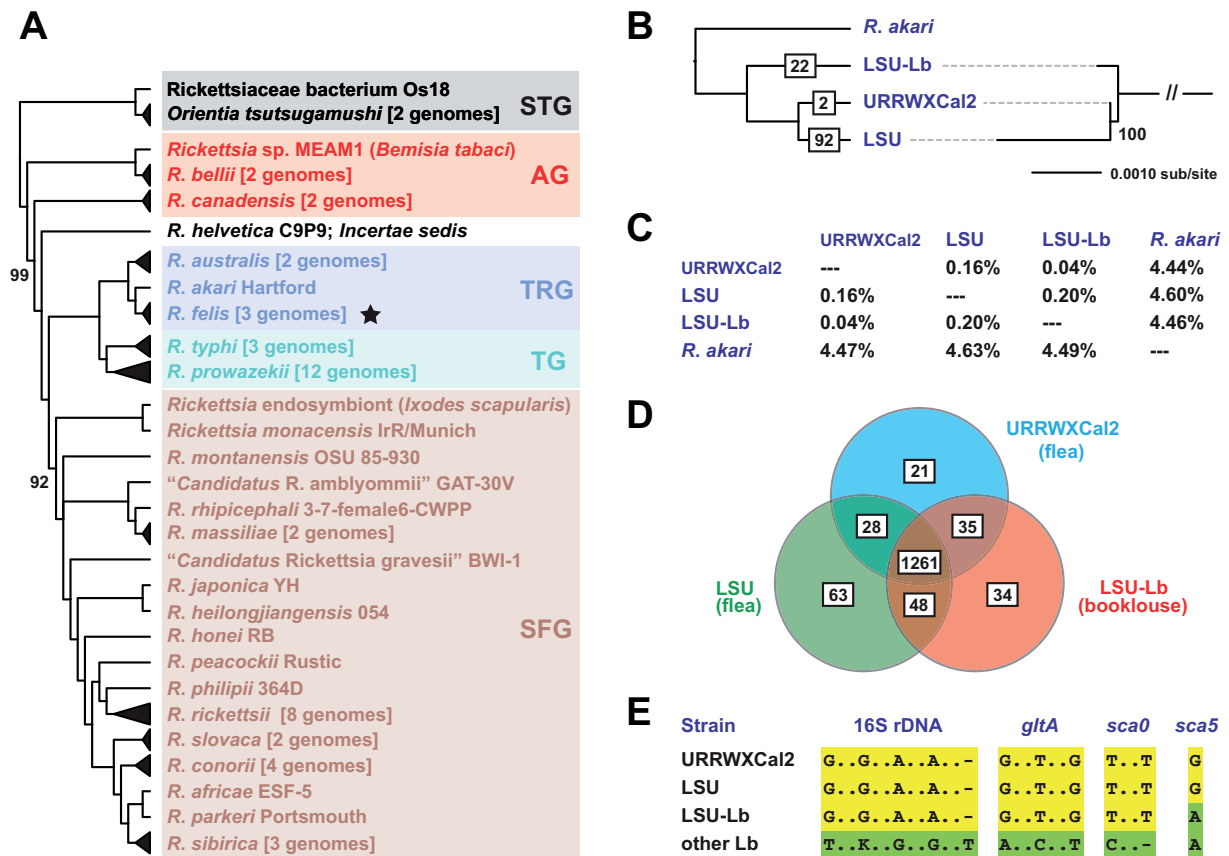 A
Rickettsiaceae bacterium Os18
Orientia tsutsugamushi [2 genomes]
STG
Rickettsia sp. MEAM1 (Bemisia tabaci)
R. bellii [2 genomes]
R. canadensis [2 genomes]
AG
R. helvetica C9P9; Incertae sedis
99
R. australis [2 genomes]
R. akari Hartford
R. felis [3 genomes] ★
TRG
R. typhi [3 genomes]
R. prowazekii [12 genomes]
TG
Rickettsia endosymbiont (Ixodes scapularis)
Rickettsia monacensis IrR/Munich
R. montanensis OSU 85-930
92
“Candidatus R. amblyommii” GAT-30V
R. rhipicephali 3-7-female6-CWPP
R. massiliae [2 genomes]
“Candidatus Rickettsia gravesii” BWI-1
R. japonica YH
R. heilongjiangensis 054
SFG
R. honei RB
R. peacockii Rustic
R. philipii 364D
R. rickettsii [8 genomes]
R. slovaca [2 genomes]
R. conorii [4 genomes]
R. africae ESF-5
R. parkeri Portsmouth
R. sibirica [3 genomes]
B
R. akari
22 LSU-Lb
2 URRWXCal2
92 LSU
//
100
0.0010 sub/site
C
URRWXCal2 LSU LSU-Lb R. akari
URRWXCal2 --- 0.16% 0.04% 4.44%
LSU 0.16% --- 0.20% 4.60%
LSU-Lb 0.04% 0.20% --- 4.46%
R. akari 4.47% 4.63% 4.49% ---
D
URRWXCal2
(flea)
21
28
35
1261
LSU
(flea)
63
48
34
LSU-Lb
(booklouse)
E
Strain 16S rDNA gltA sca0 sca5
URRWXCal2 G..G..A..A..- G..T..G T..T G
LSU G..G..A..A..- G..T..G T..T G
LSU-Lb G..G..A..A..- G..T..G T..T A
other Lb T..K..G..G..T A..C..T C..- A